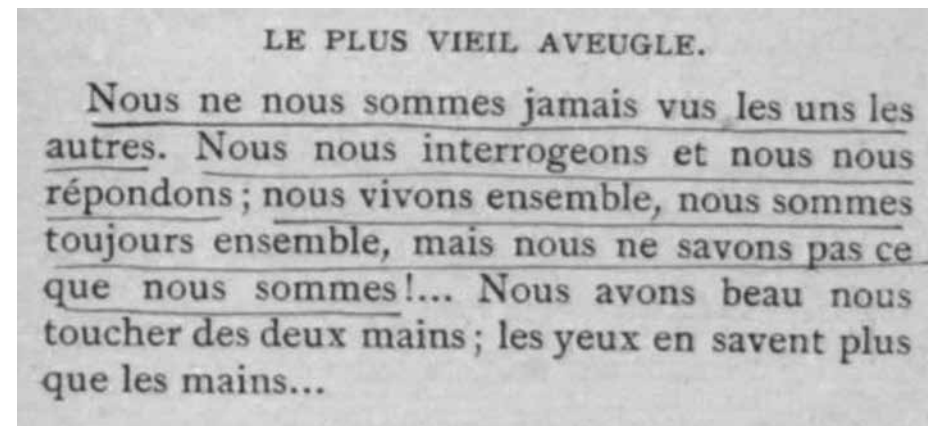 LE PLUS VIEIL AVEUGLE.
Nous ne nous sommes jamais vus les uns les
autres. Nous nous interrogeons et nous nous
répondons ; nous vivons ensemble, nous sommes
toujours ensemble, mais nous ne savons pas ce
que nous sommes !... Nous avons beau nous
toucher des deux mains ; les yeux en savent plus
que les mains...